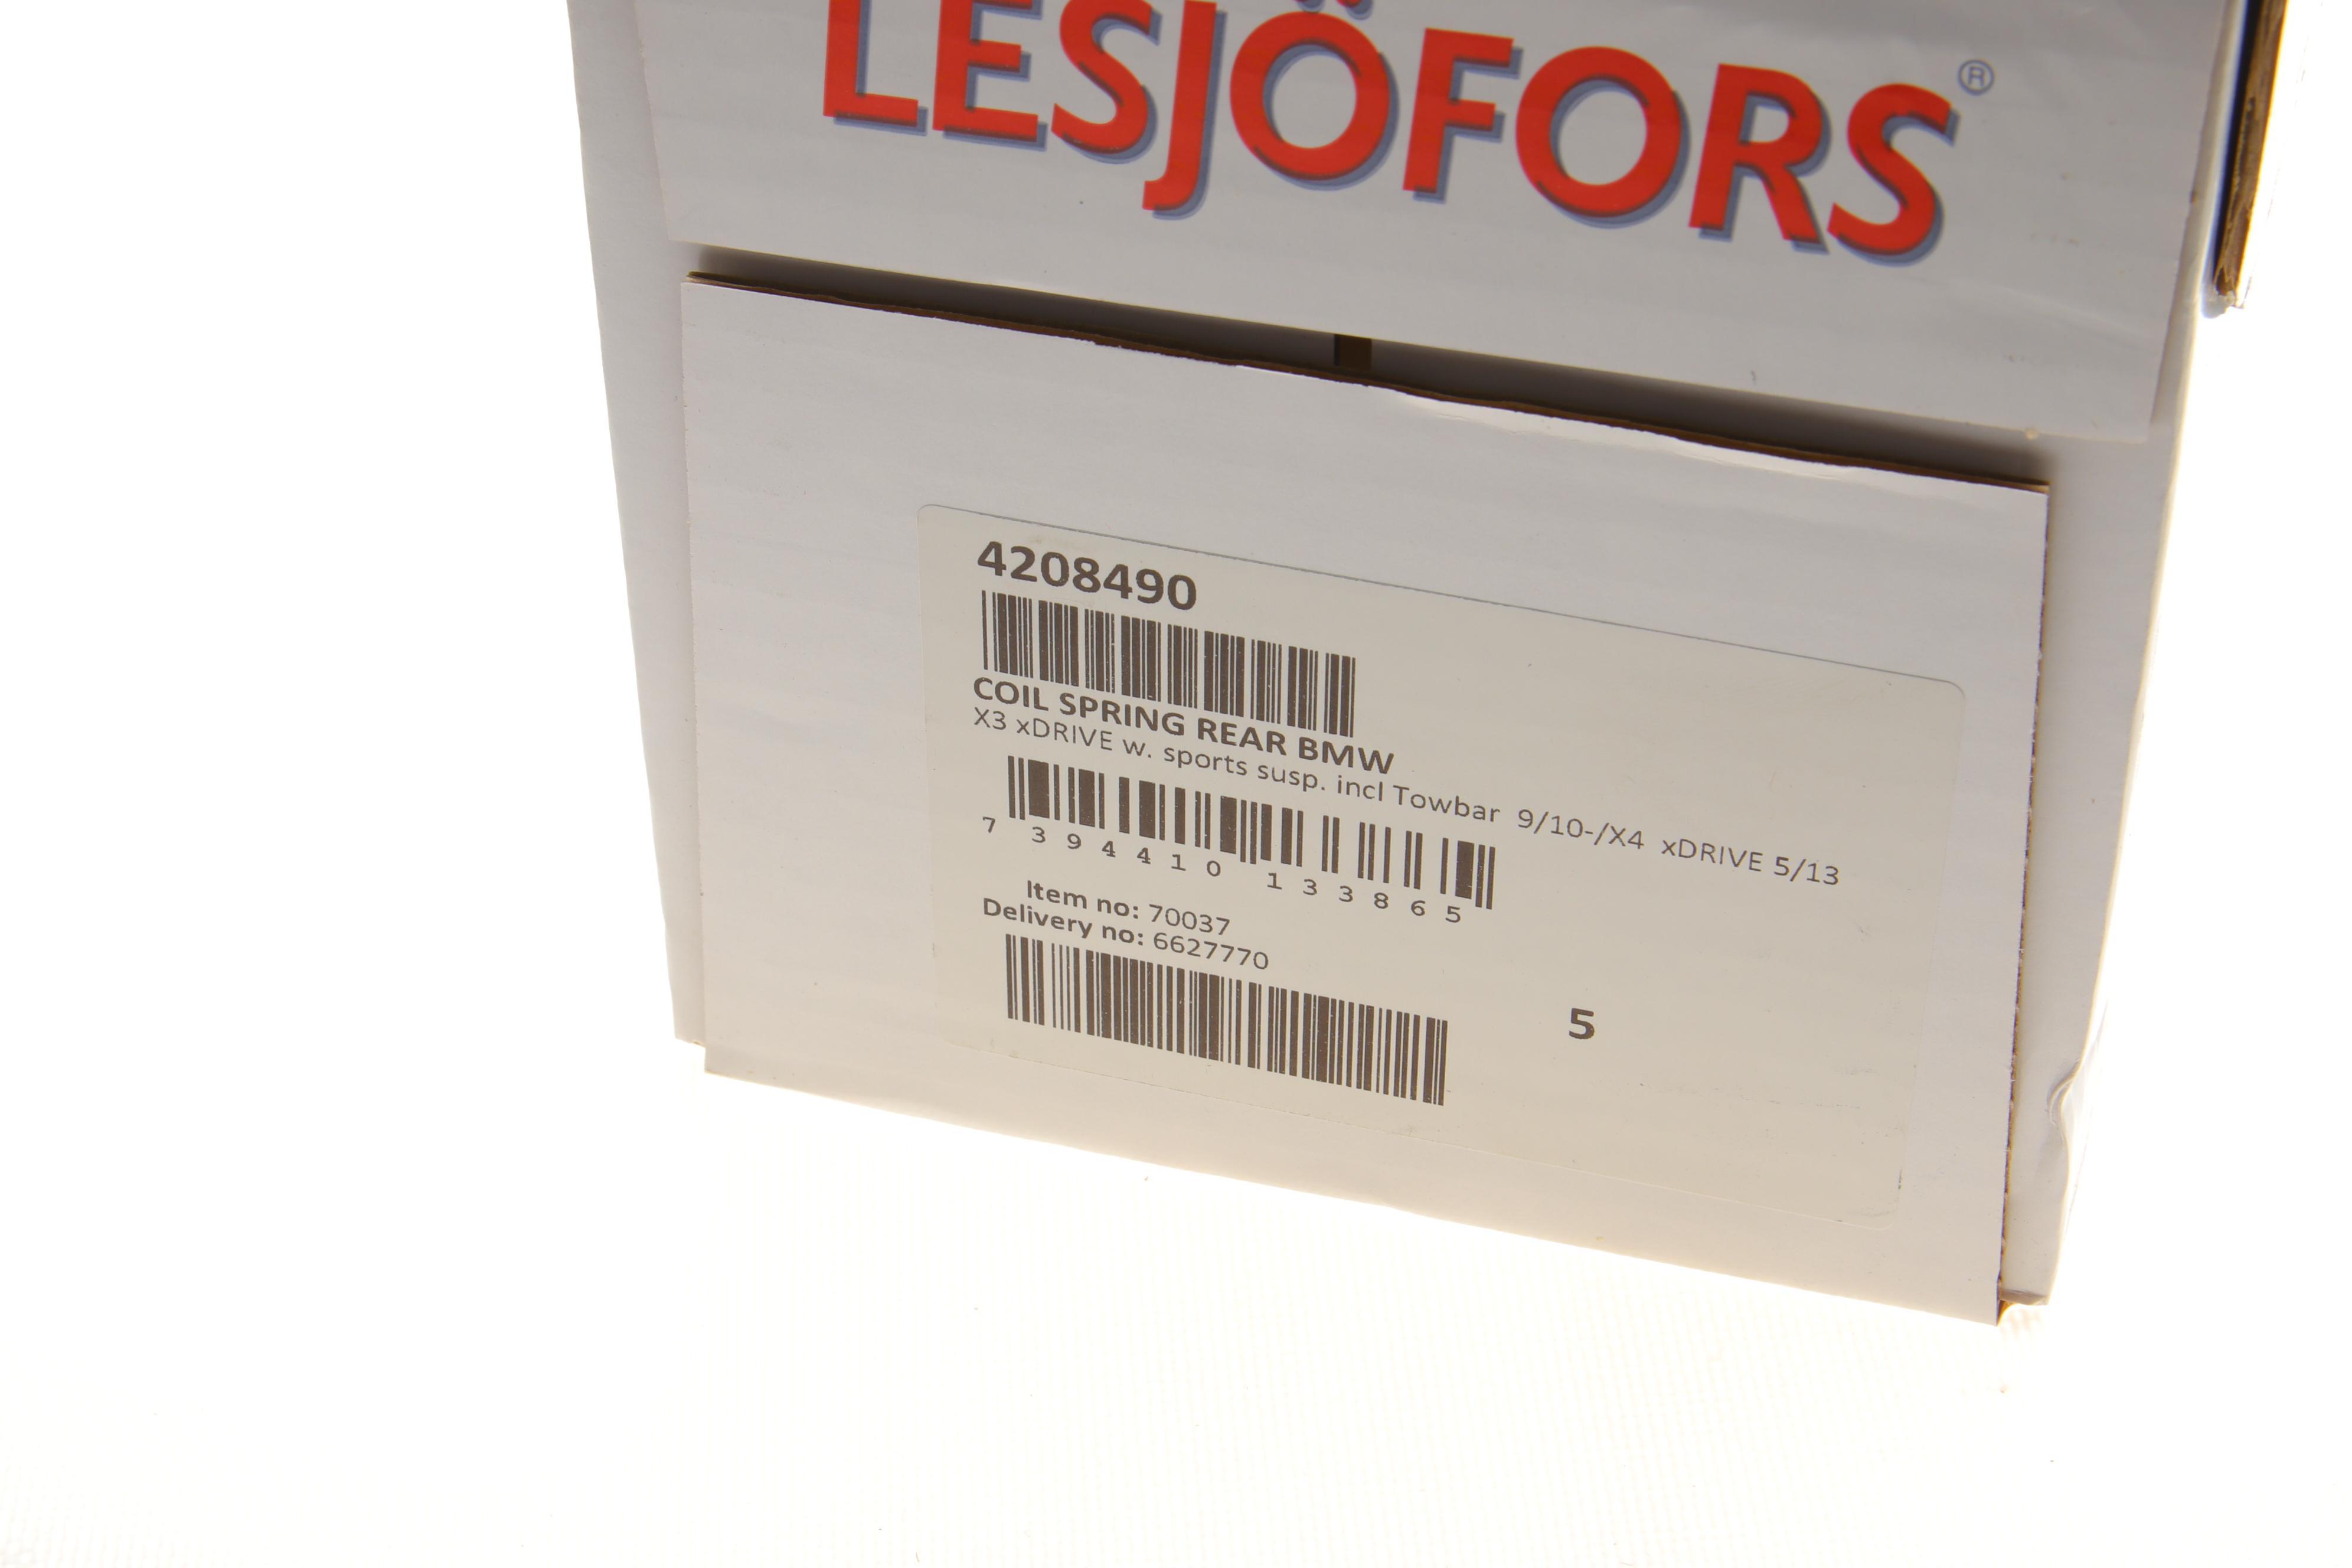 LESJÖFORS®
4208490
COIL SPRING REAR BMW
X3 xDRIVE w. sports susp. incl Towbar 9/10-/X4 xDRIVE 5/13
7 394410 133865
Item no: 70037
Delivery no: 6627770
5